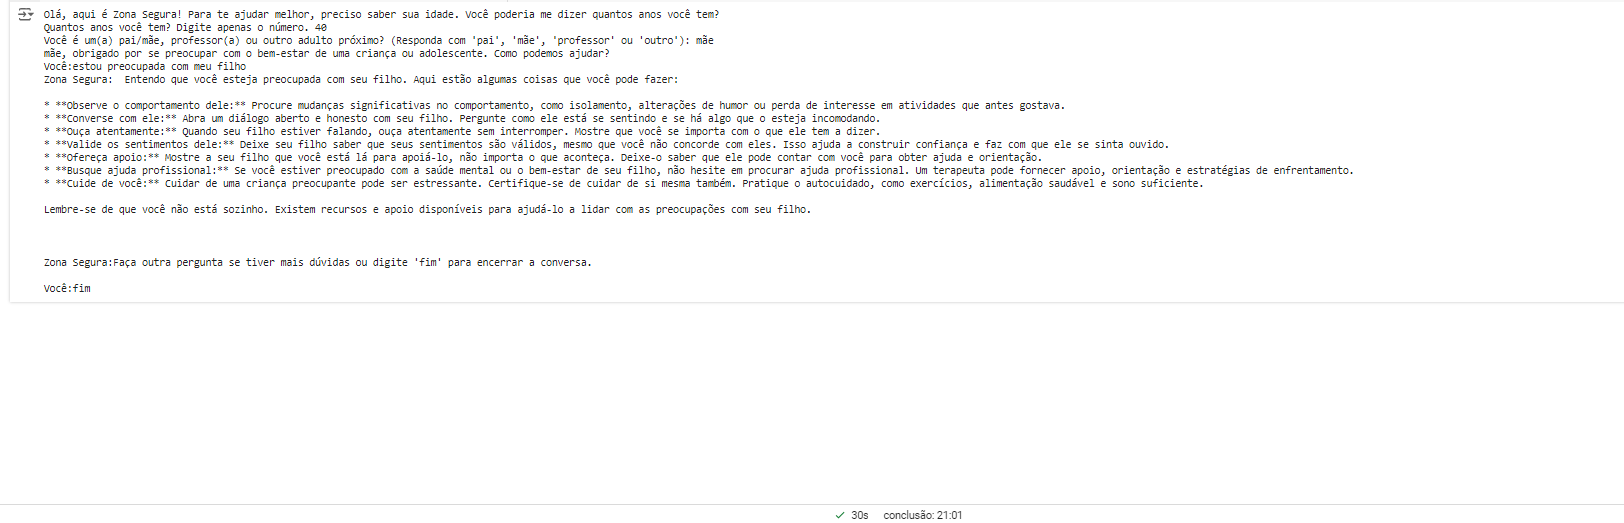 Olá, aqui é Zona Segura! Para te ajudar melhor, preciso saber sua idade. Você poderia me dizer quantos anos você tem?
Quantos anos você tem? Digite apenas o número. 40
Você é um(a) pai/mãe, professor(a) ou outro adulto próximo? (Responda com 'pai', 'mãe', 'professor' ou 'outro'): mãe
mãe, obrigado por se preocupar com o bem-estar de uma criança ou adolescente. Como podemos ajudar?
Você:estou preocupada com meu filho
Zona Segura:  Entendo que você esteja preocupada com seu filho. Aqui estão algumas coisas que você pode fazer:
* **Observe o comportamento dele:** Procure mudanças significativas no comportamento, como isolamento, alterações de humor ou perda de interesse em atividades que antes gostava.
* **Converse com ele:** Abra um diálogo aberto e honesto com seu filho. Pergunte como ele está se sentindo e se há algo que o esteja incomodando.
* **Ouça atentamente:** Quando seu filho estiver falando, ouça atentamente sem interromper. Mostre que você se importa com o que ele tem a dizer.
* **Valide os sentimentos dele:** Deixe seu filho saber que seus sentimentos são válidos, mesmo que você não concorde com eles. Isso ajuda a construir confiança e faz com que ele se sinta ouvido.
* **Ofereça apoio:** Mostre a seu filho que você está lá para apoiá-lo, não importa o que aconteça. Deixe-o saber que ele pode contar com você para obter ajuda e orientação.
* **Busque ajuda profissional:** Se você estiver preocupado com a saúde mental ou o bem-estar de seu filho, não hesite em procurar ajuda profissional. Um terapeuta pode fornecer apoio, orientação e estratégias de enfrentamento.
* **Cuide de você:** Cuidar de uma criança preocupante pode ser estressante. Certifique-se de cuidar de si mesma também. Pratique o autocuidado, como exercícios, alimentação saudável e sono suficiente.
Lembre-se de que você não está sozinho. Existem recursos e apoio disponíveis para ajudá-lo a lidar com as preocupações com seu filho.
Zona Segura:Faça outra pergunta se tiver mais dúvidas ou digite 'fim' para encerrar a conversa.
Você:fim
30s conclusão: 21:01